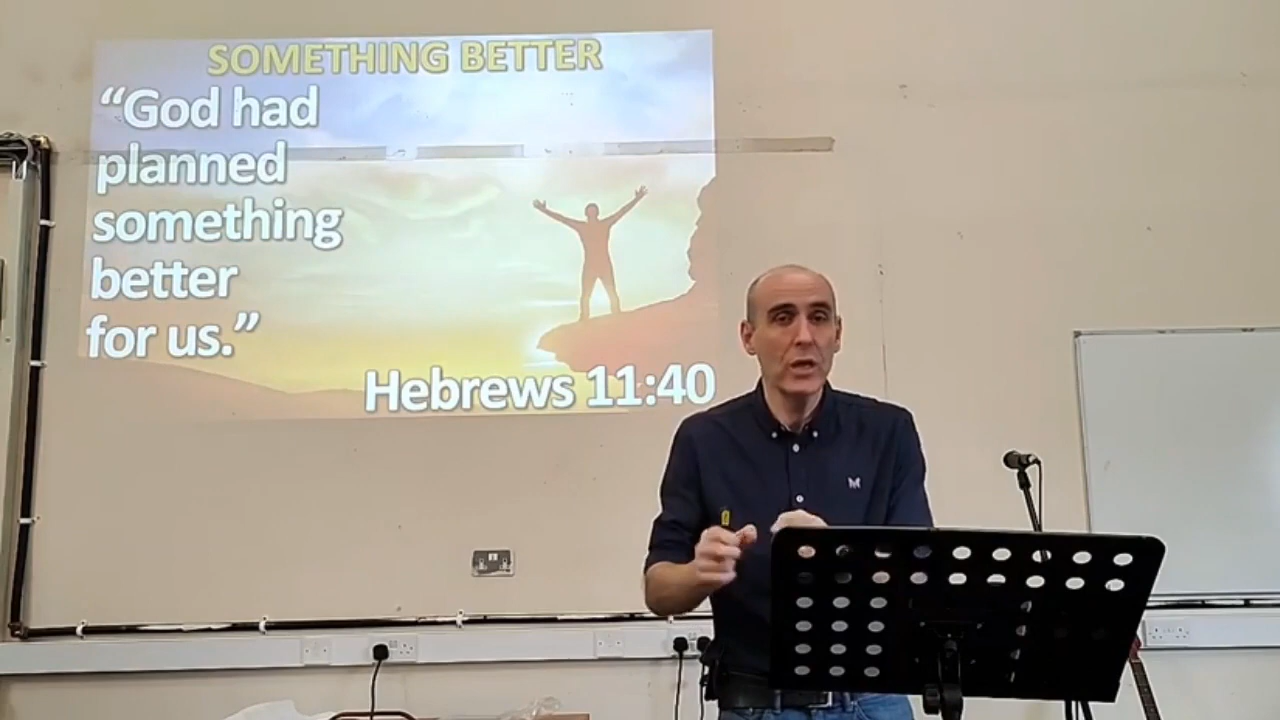 SOMETHING BETTER
“God had
planned
something
better
for us.”
Hebrews 11:40